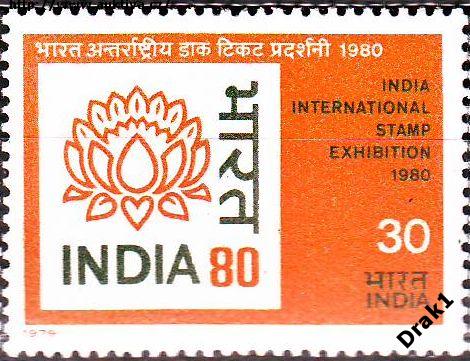 भारत अन्तर्राष्ट्रीय डाक टिकट प्रदर्शनी 1980
INDIA
INTERNATIONAL
STAMP
EXHIBITION
1980
भारत
INDIA 80
30
भारत
INDIA
1979
Drak1